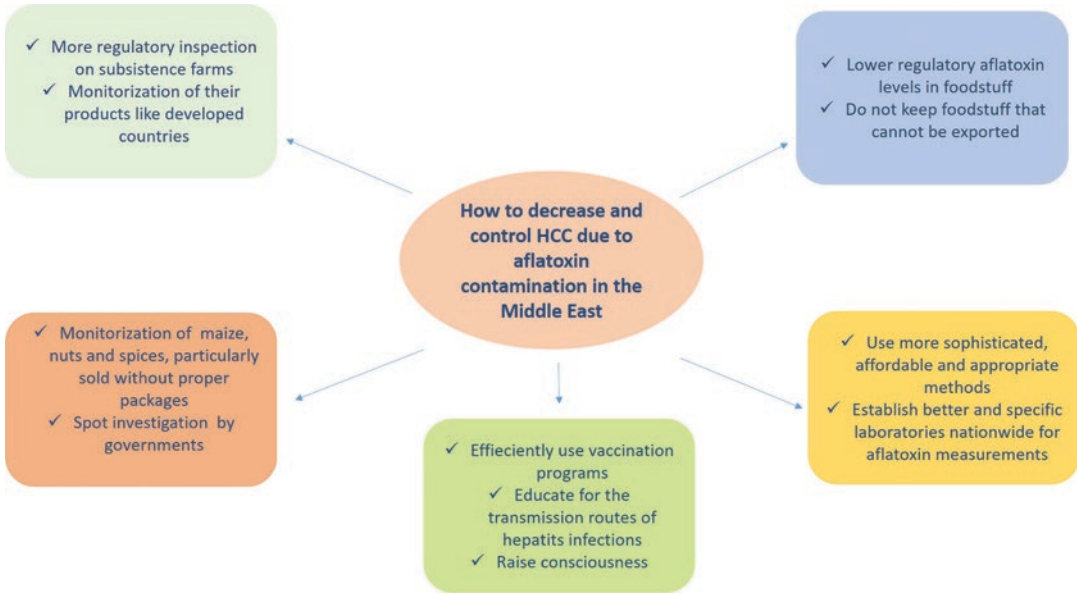 ✓ More regulatory inspection
on subsistence farms
✓ Monitorization of their
products like developed
countries
✓ Lower regulatory aflatoxin
levels in foodstuff
✓ Do not keep foodstuff that
cannot be exported
How to decrease and
control HCC due to
aflatoxin
contamination in the
Middle East
✓ Monitorization of maize,
nuts and spices, particularly
sold without proper
packages
✓ Spot investigation by
governments
✓ Use more sophisticated,
affordable and appropriate
methods
✓ Establish better and specific
laboratories nationwide for
aflatoxin measurements
✓ Effieciently use vaccination
programs
✓ Educate for the
transmission routes of
hepatits infections
✓ Raise consciousness